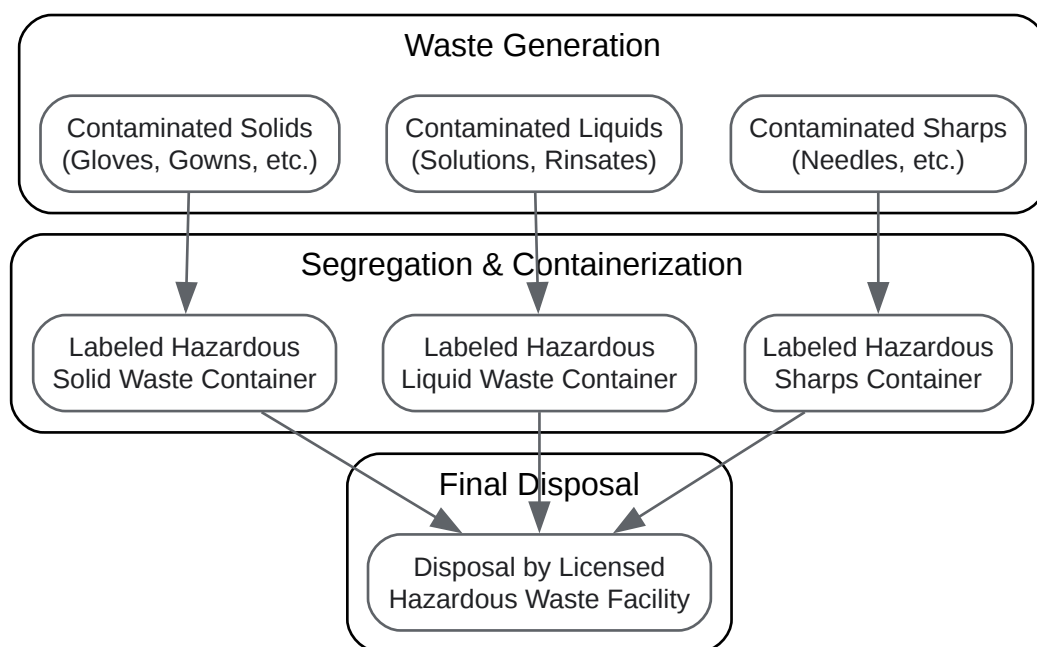 Waste Generation
Contaminated Solids
(Gloves, Gowns, etc.)
Contaminated Liquids
(Solutions, Rinsates)
Contaminated Sharps
(Needles, etc.)
Segregation & Containerization
Labeled Hazardous
Solid Waste Container
Labeled Hazardous
Liquid Waste Container
Labeled Hazardous
Sharps Container
Final Disposal
Disposal by Licensed
Hazardous Waste Facility